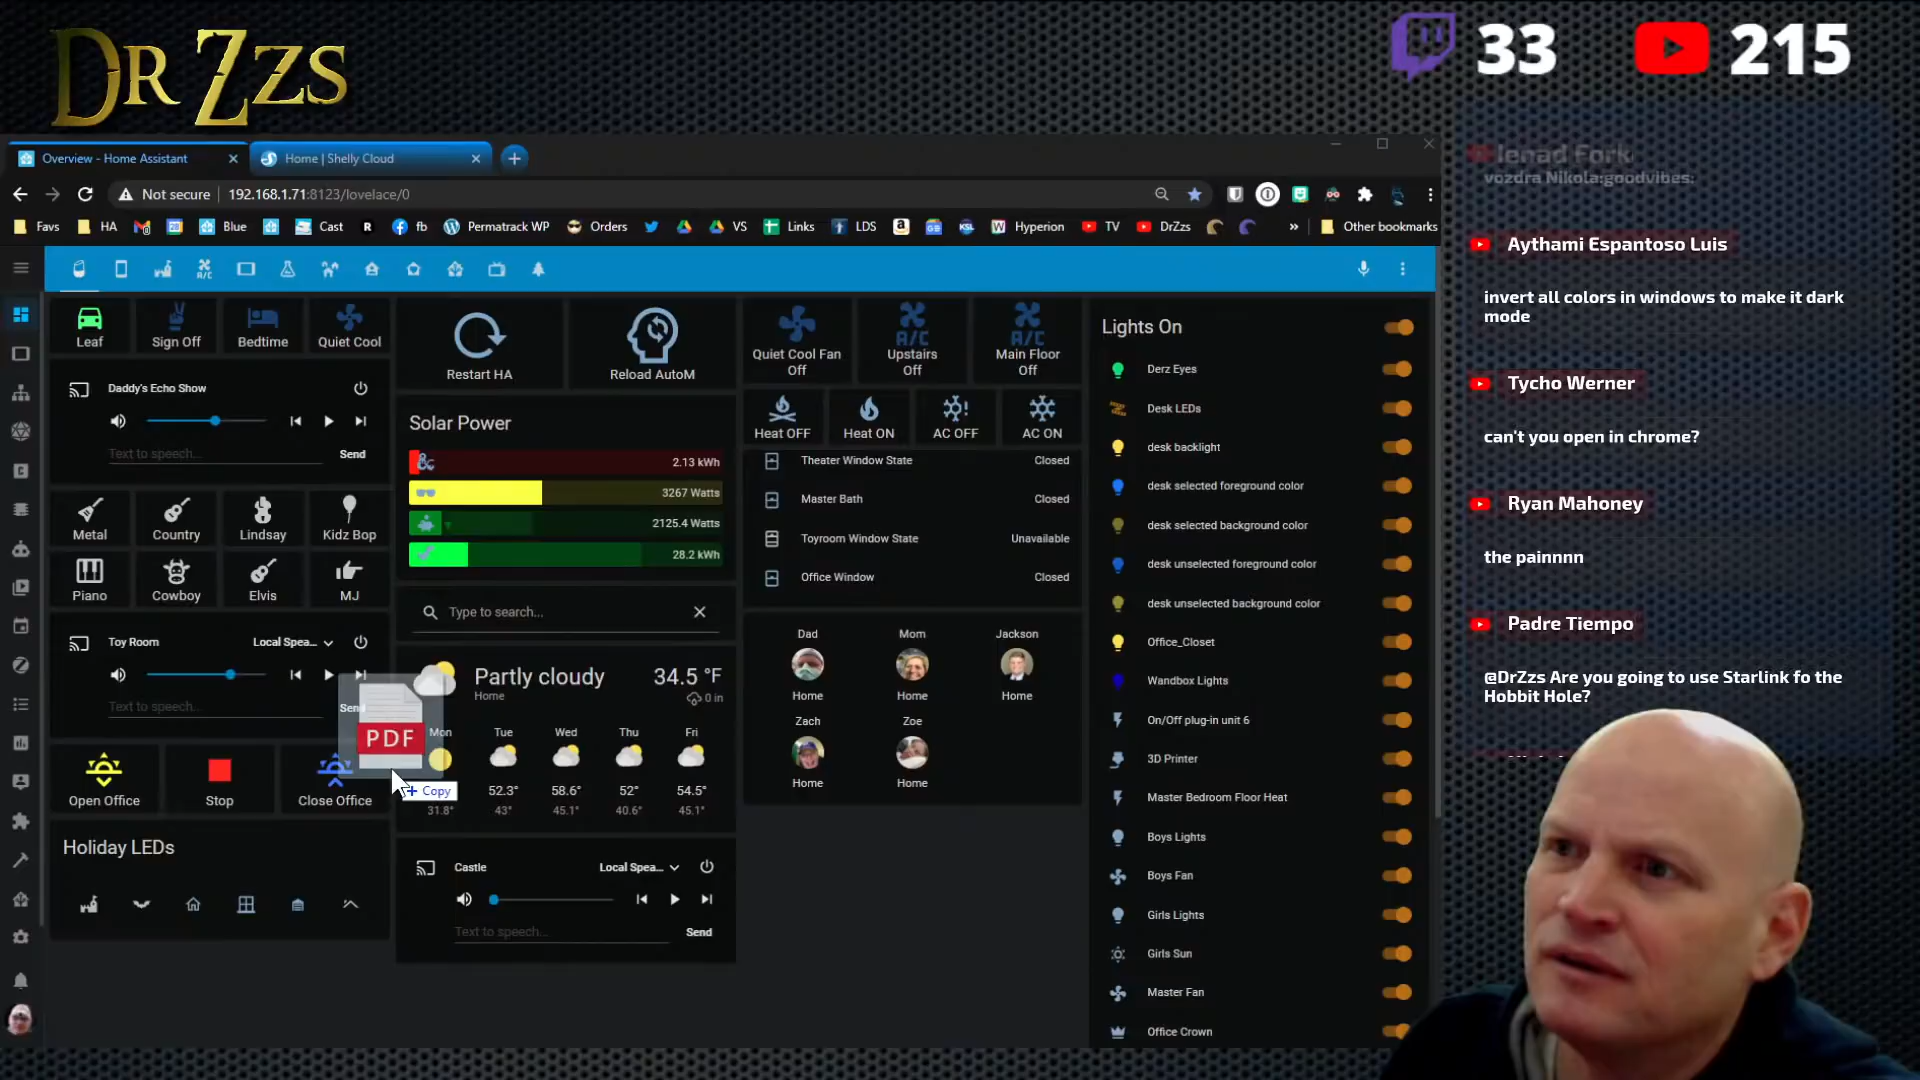 DR ZZS
33
215
Overview - Home Assistant
Home | Shelly Cloud
Not secure
192.168.1.71:8123/lovelace/0
Favs
HA
Blue
Cast
fb
Permatrack WP
Orders
VS
Links
LDS
Hyperion
TV
DrZzs
»
Other bookmarks
Leaf
Sign Off
Bedtime
Quiet Cool
Daddy's Echo Show
Text to speech...
Send
Metal
Country
Lindsay
Kidz Bop
Piano
Cowboy
Elvis
MJ
Toy Room
Local Spea...
Text to speech...
Send
Open Office
Stop
Close Office
Holiday LEDs
Restart HA
Reload AutoM
Solar Power
2.13 kWh
3267 Watts
2125.4 Watts
28.2 kWh
Type to search...
Partly cloudy
34.5 °F
Home
0 in
Mon
Tue
Wed
Thu
Fri
52.3°
58.6°
52°
54.5°
31.8°
43°
45.1°
40.6°
45.1°
PDF
+ Copy
Castle
Local Spea...
Text to speech...
Send
A/C
Quiet Cool Fan
Off
A/C
Upstairs
Off
A/C
Main Floor
Off
Heat OFF
Heat ON
AC OFF
AC ON
Theater Window State
Closed
Master Bath
Closed
Toyroom Window State
Unavailable
Office Window
Closed
Dad
Mom
Jackson
Home
Home
Home
Zach
Zoe
Home
Home
Lights On
Derz Eyes
Desk LEDs
desk backlight
desk selected foreground color
desk selected background color
desk unselected foreground color
desk unselected background color
Office_Closet
Wandbox Lights
On/Off plug-in unit 6
3D Printer
Master Bedroom Floor Heat
Boys Lights
Boys Fan
Girls Lights
Girls Sun
Master Fan
Office Crown
lenad Fork
vozdra Nikola:goodvibes:
Aythami Espantoso Luis
invert all colors in windows to make it dark
mode
Tycho Werner
can't you open in chrome?
Ryan Mahoney
the painnnn
Padre Tiempo
@DrZzs Are you going to use Starlink fo the
Hobbit Hole?